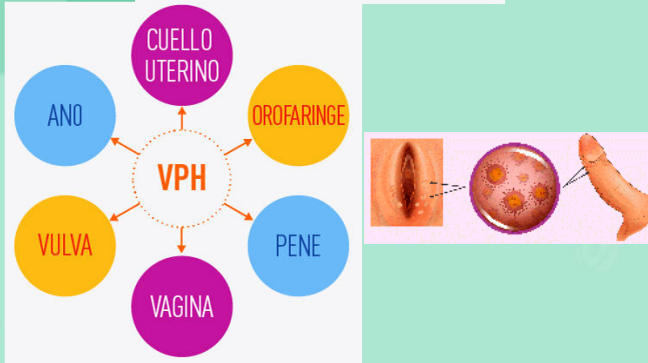 CUELLO
UTERINO
ANO
OROFARINGE
VPH
VULVA
PENE
VAGINA